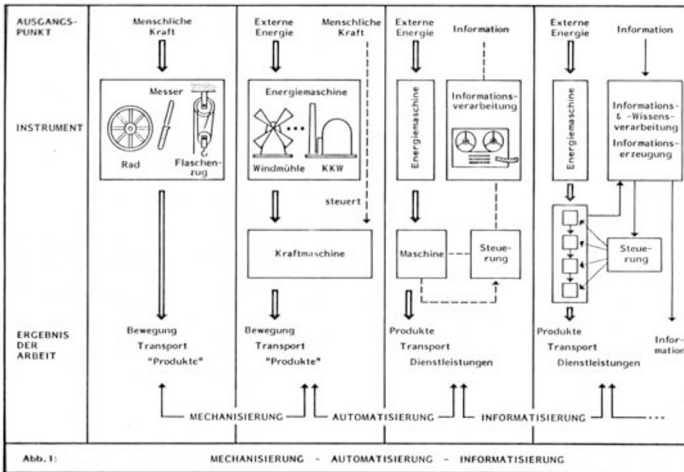 AUSGANGS-
PUNKT
Menschliche
Kraft
Externe
Energie
Menschliche
Kraft
Externe
Energie
Information
Externe
Energie
Information
INSTRUMENT
Messer
Rad
Flaschen-
zug
Energiemaschine
Windmühle
KKW
steuert
Kraftmaschine
Energiemaschine
Informations-
verarbeitung
Maschine
Steue-
rung
Energiemaschine
Informations-
& -Wissens-
verarbeitung
Informations-
erzeugung
Steue-
rung
ERGEBNIS
DER
ARBEIT
Bewegung
Transport
"Produkte"
Bewegung
Transport
"Produkte"
Produkte
Transport
Dienstleistungen
Produkte
Transport
Dienstleistungen
Infor-
mation
MECHANISIERUNG
AUTOMATISIERUNG
INFORMATISIERUNG
Abb.1: MECHANISIERUNG - AUTOMATISIERUNG - INFORMATISIERUNG